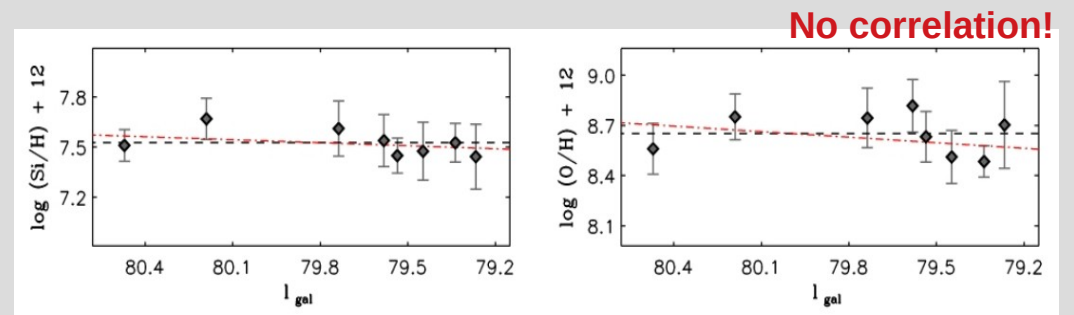 No correlation!
log (Si/H) + 12
7.8
7.5
7.2
80.4 80.1 79.8 79.5 79.2
l gal
log (O/H) + 12
9.0
8.7
8.4
8.1
80.4 80.1 79.8 79.5 79.2
l gal